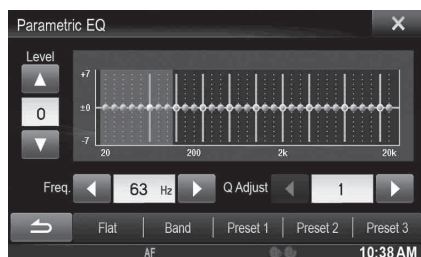 Parametric EQ
Level
+7
±0
-7
0
20 200 2k 20k
Freq. 63 Hz Q Adjust 1
Flat Band Preset 1 Preset 2 Preset 3
AF 10:38 AM